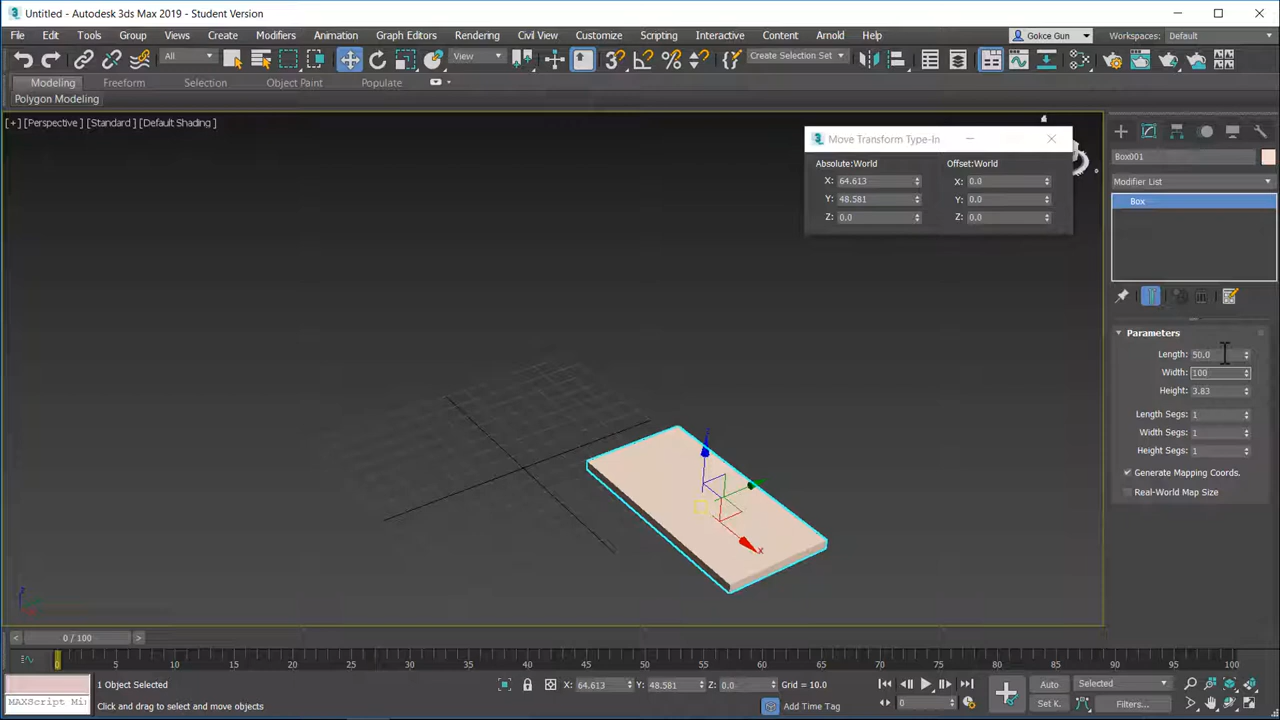 Untitled - Autodesk 3ds Max 2019 - Student Version
File Edit Tools Group Views Create Modifiers Animation Graph Editors Rendering Civil View Customize Scripting Interactive Content Arnold Help Gokce Gun Workspaces: Default
All View Create Selection Set
Modeling Freeform Selection Object Paint Populate
Polygon Modeling
[+] [Perspective] [Standard] [Default Shading]
Move Transform Type-In
Absolute:World Offset:World
X: 64.613 X: 0.0
Y: 48.581 Y: 0.0
Z: 0.0 Z: 0.0
Box001
Modifier List
Box
Parameters
Length: 50.0
Width: 100
Height: 3.83
Length Segs: 1
Width Segs: 1
Height Segs: 1
Generate Mapping Coords.
Real-World Map Size
x
z
0 / 100
0 5 10 15 20 25 30 35 40 45 50 55 60 65 70 75 80 85 90 95 100
1 Object Selected X: 64.613 Y: 48.581 Z: 0.0 Grid = 10.0 Auto Selected
MAXScript Mi: Click and drag to select and move objects Add Time Tag 0 Set K. Filters...